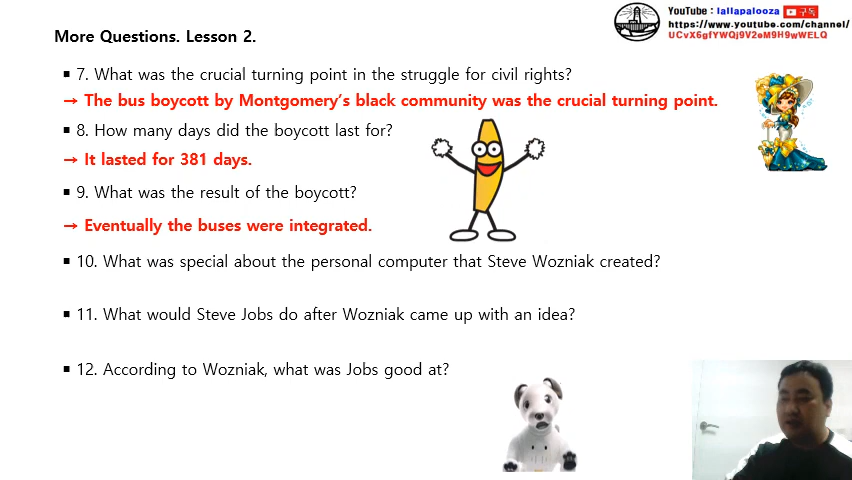 YouTube : lallapalooza 구독
https://www.youtube.com/channel/
UCvX6gfYWQj9V2eM9H9wWELQ
More Questions. Lesson 2.
▪ 7. What was the crucial turning point in the struggle for civil rights?
→ The bus boycott by Montgomery's black community was the crucial turning point.
▪ 8. How many days did the boycott last for?
→ It lasted for 381 days.
▪ 9. What was the result of the boycott?
→ Eventually the buses were integrated.
▪ 10. What was special about the personal computer that Steve Wozniak created?
▪ 11. What would Steve Jobs do after Wozniak came up with an idea?
▪ 12. According to Wozniak, what was Jobs good at?